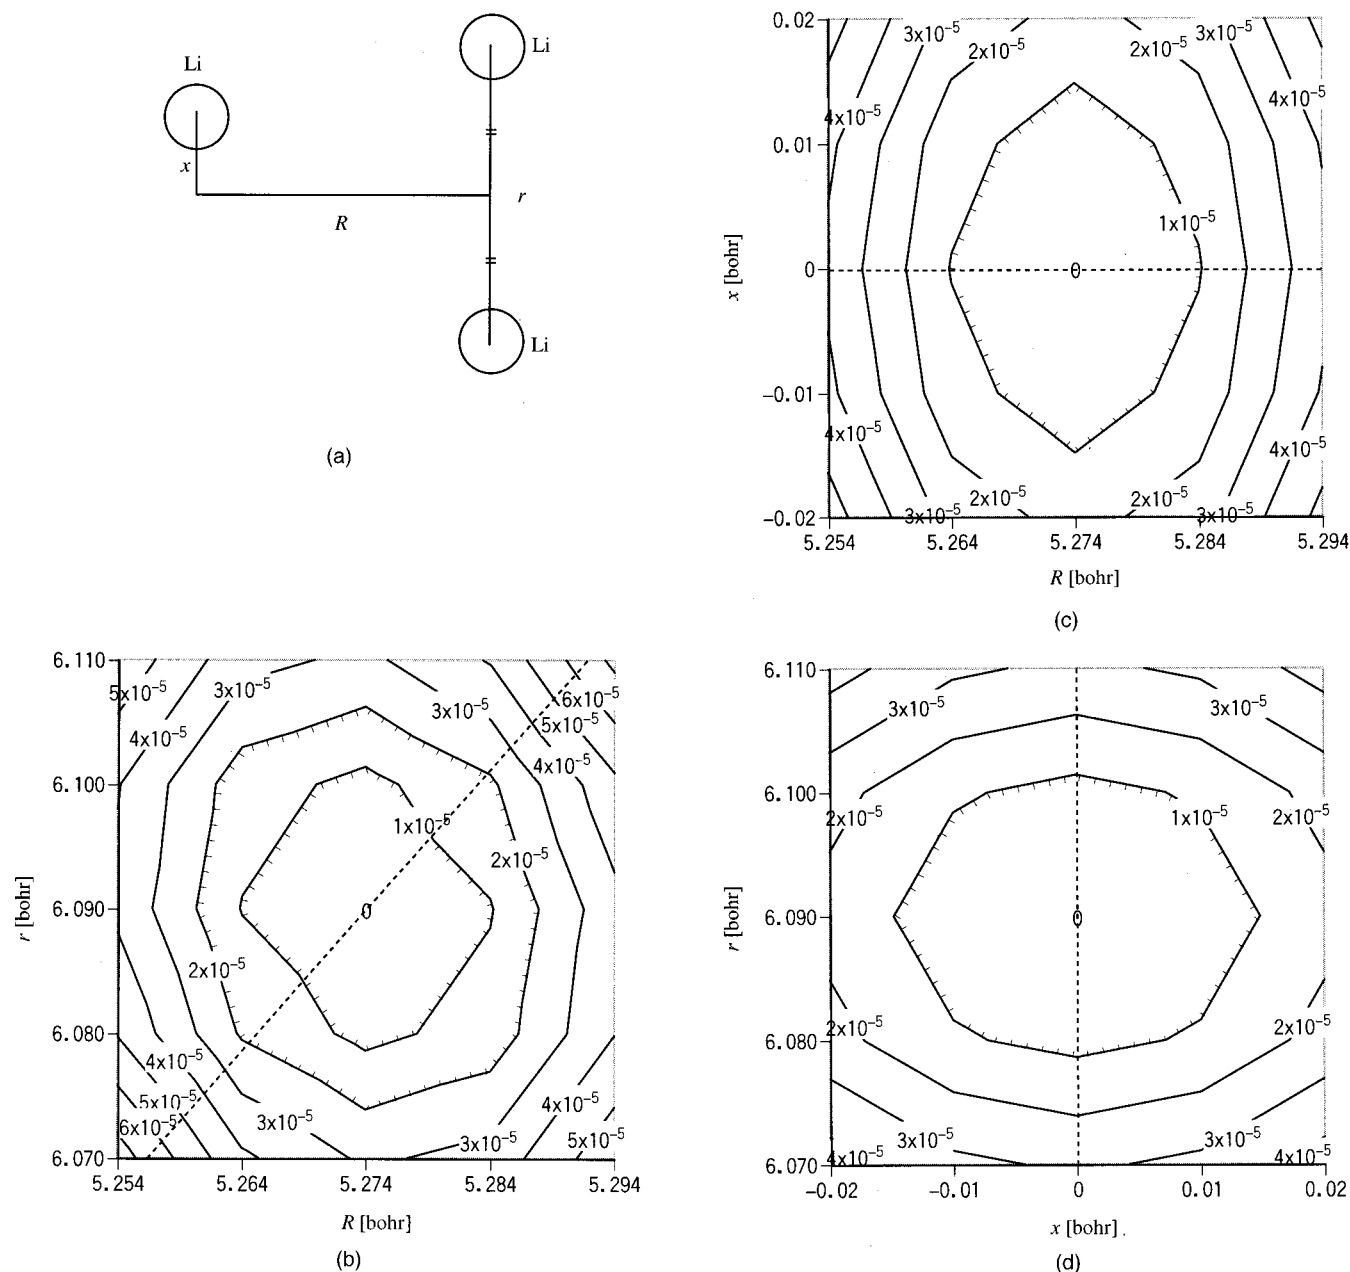 Li
Li
x
R
r
Li
(a)
0.02
0.01
0
−0.01
−0.02
x [bohr]
3x10⁻⁵
3x10⁻⁵
2x10⁻⁵
2x10⁻⁵
4x10⁻⁵
4x10⁻⁵
1x10⁻⁵
0
4x10⁻⁵
4x10⁻⁵
2x10⁻⁵
2x10⁻⁵
3x10⁻⁵
3x10⁻⁵
5.254
5.264
5.274
5.284
5.294
R [bohr]
(c)
6.110
6.100
6.090
6.080
6.070
r [bohr]
5x10⁻⁵
3x10⁻⁵
6x10⁻⁵
3x10⁻⁵
5x10⁻⁵
4x10⁻⁵
4x10⁻⁵
1x10⁻⁵
2x10⁻⁵
0
2x10⁻⁵
4x10⁻⁵
5x10⁻⁵
4x10⁻⁵
6x10⁻⁵
3x10⁻⁵
3x10⁻⁵
5x10⁻⁵
5.254
5.264
5.274
5.284
5.294
R [bohr]
(b)
6.110
6.100
6.090
6.080
6.070
r [bohr]
3x10⁻⁵
3x10⁻⁵
2x10⁻⁵
1x10⁻⁵
2x10⁻⁵
0
2x10⁻⁵
2x10⁻⁵
3x10⁻⁵
3x10⁻⁵
4x10⁻⁵
4x10⁻⁵
−0.02
−0.01
0
0.01
0.02
x [bohr]
(d)